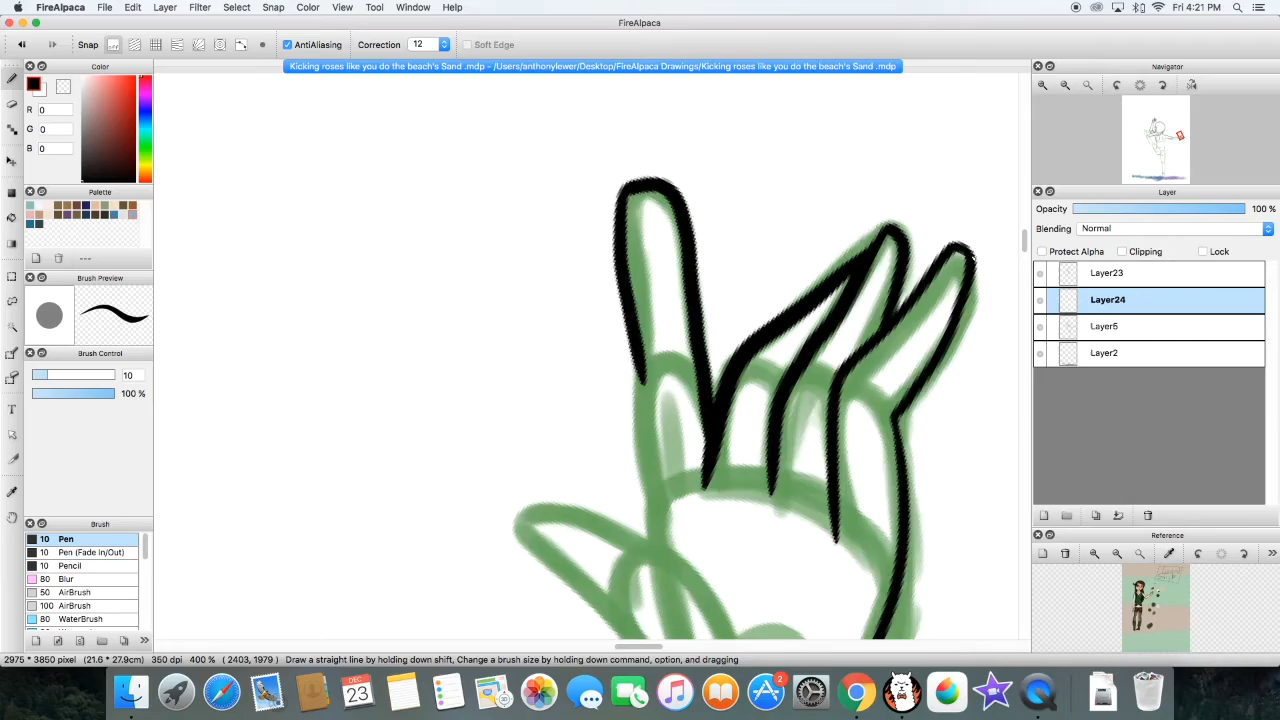 FireAlpaca File Edit Layer Filter Select Snap Color View Tool Window Help Fri 4:21 PM
FireAlpaca
Snap AntiAliasing Correction 12 Soft Edge
Kicking roses like you do the beach's Sand .mdp - /Users/anthonylewer/Desktop/FireAlpaca Drawings/Kicking roses like you do the beach's Sand .mdp
Color
R 0
G 0
B 0
Palette
---
Brush Preview
Brush Control
10
100 %
Brush
10 Pen
10 Pen (Fade In/Out)
10 Pencil
80 Blur
50 AirBrush
100 AirBrush
80 WaterBrush
Navigator
Layer
Opacity 100 %
Blending Normal
Protect Alpha Clipping Lock
Layer23
Layer24
Layer5
Layer2
Reference
2975 * 3850 pixel (21.6 * 27.9cm) 350 dpi 400 % ( 2403, 1979 ) Draw a straight line by holding down shift, Change a brush size by holding down command, option, and dragging
DEC
23
2